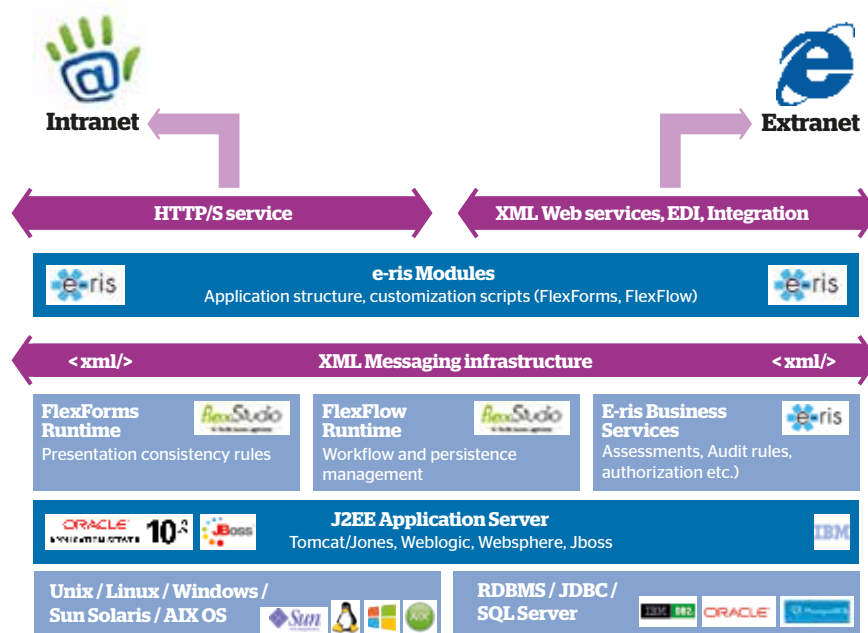 Intranet
Extranet
HTTP/S service
XML Web services, EDI, Integration
e-ris
e-ris Modules
Application structure, customization scripts (FlexForms, FlexFlow)
e-ris
<xml/>
XML Messaging infrastructure
<xml/>
FlexForms
Runtime
flexStudio
Presentation consistency rules
FlexFlow
Runtime
flexStudio
Workflow and persistence
management
E-ris Business
Services
e-ris
Assessments, Audit rules,
authorization etc.)
ORACLE
APPLICATION SERVER
10
JBoss
J2EE Application Server
Tomcat/Jones, Weblogic, Websphere, Jboss
IBM
Unix / Linux / Windows /
Sun Solaris / AIX OS
Sun
AIX
RDBMS / JDBC /
SQL Server
IBM DB2.
ORACLE